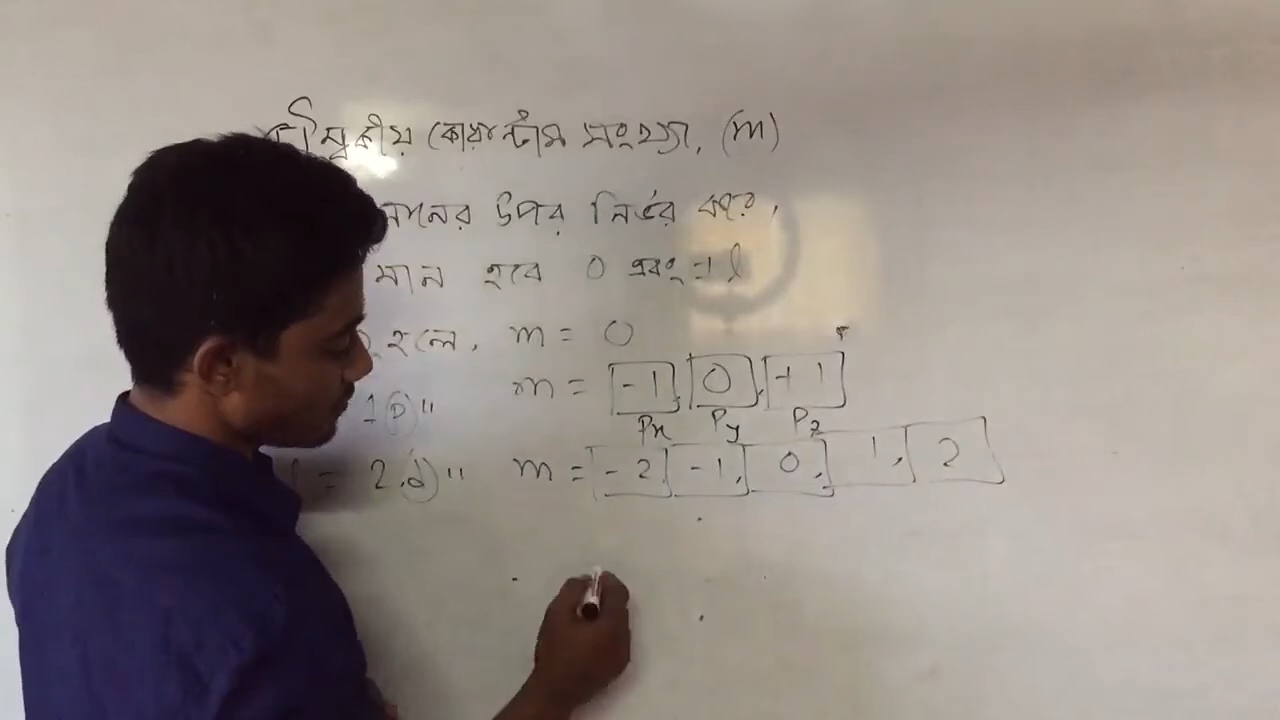 চৌম্বকীয় কোয়ান্টাম সংখ্যা, (m)
মানের উপর নির্ভর করে,
মান হবে 0 এবং ±l
হলে, m = 0
1 (p) " m = -1, 0, +1
Px Py Pz
l = 2, d) " m = -2, -1, 0, 1, 2